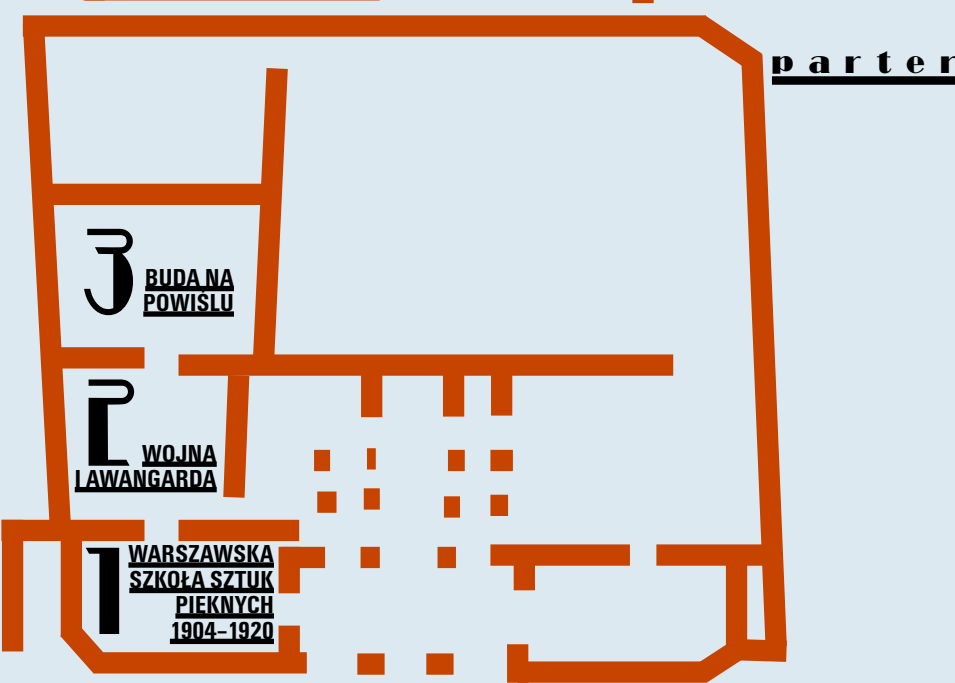 parter
3
BUDA NA
POWIŚLU
2
WOJNA
I AWANGARDA
1
WARSZAWSKA
SZKOŁA SZTUK
PIĘKNYCH
1904–1920